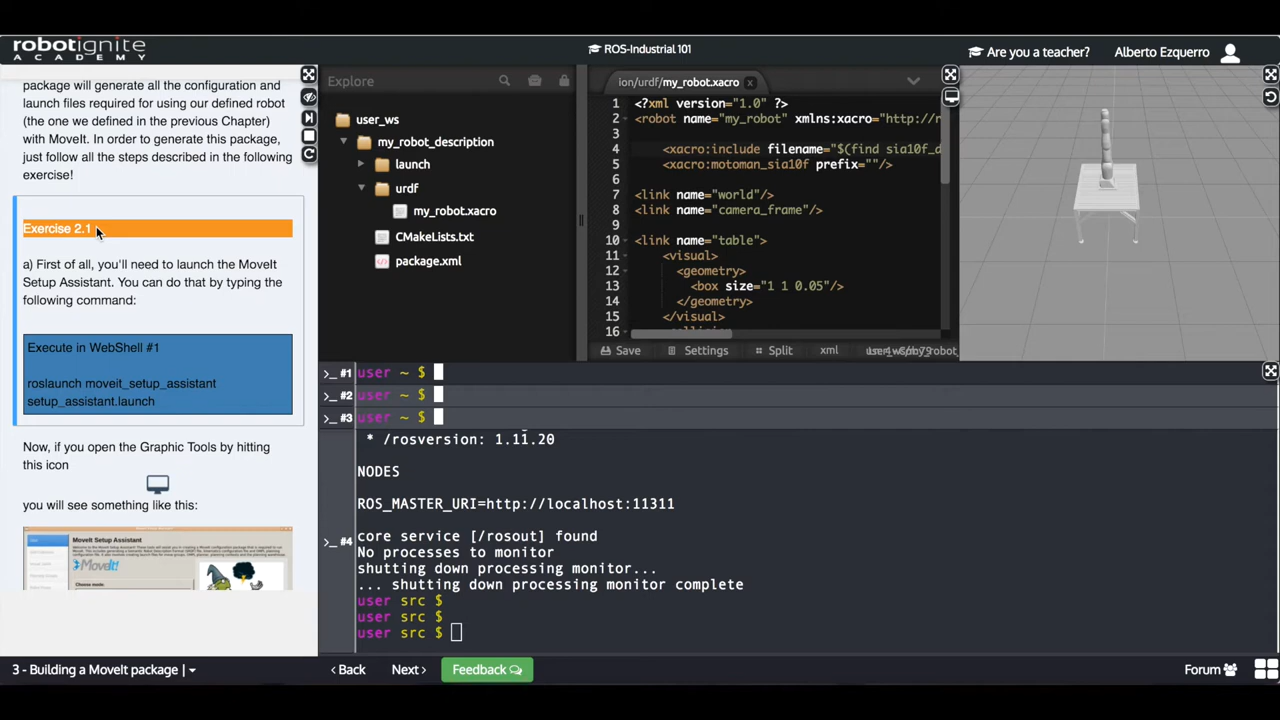 robotignite
ACADEMY
ROS-Industrial 101
Are you a teacher?
Alberto Ezquerro
package will generate all the configuration and
launch files required for using our defined robot
(the one we defined in the previous Chapter)
with MoveIt. In order to generate this package,
just follow all the steps described in the following
exercise!
Exercise 2.1
a) First of all, you'll need to launch the MoveIt
Setup Assistant. You can do that by typing the
following command:
Execute in WebShell #1
roslaunch moveit_setup_assistant
setup_assistant.launch
Now, if you open the Graphic Tools by hitting
this icon
you will see something like this:
MoveIt Setup Assistant
MoveIt!
Choose mode:
Explore
user_ws
my_robot_description
launch
urdf
my_robot.xacro
CMakeLists.txt
package.xml
ion/urdf/my_robot.xacro
1 <?xml version="1.0" ?>
2 <robot name="my_robot" xmlns:xacro="http://r
3
4 <xacro:include filename="$(find sia10f_d
5 <xacro:motoman_sia10f prefix=""/>
6
7 <link name="world"/>
8 <link name="camera_frame"/>
9
10 <link name="table">
11 <visual>
12 <geometry>
13 <box size="1 1 0.05"/>
14 </geometry>
15 </visual>
16
Save Settings Split xml
>_ #1 user ~ $
>_ #2 user ~ $
>_ #3 user ~ $
* /rosversion: 1.11.20
NODES
ROS_MASTER_URI=http://localhost:11311
core service [/rosout] found
>_ #4
No processes to monitor
shutting down processing monitor...
... shutting down processing monitor complete
user src $
user src $
user src $
3 - Building a MoveIt package |
Back Next Feedback Forum